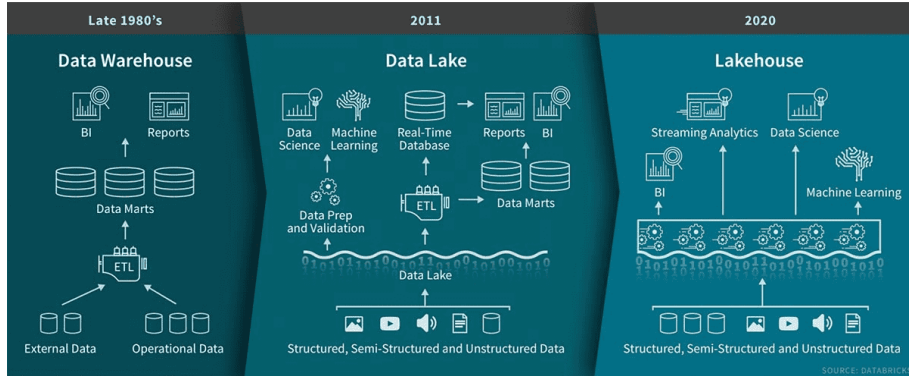 Late 1980's
Data Warehouse
BI
Reports
Data Marts
ETL
External Data
Operational Data
2011
Data Lake
Data
Science
Machine
Learning
Real-Time
Database
Reports
BI
Data Prep
and Validation
ETL
Data Marts
Data Lake
Structured, Semi-Structured and Unstructured Data
2020
Lakehouse
Streaming Analytics
Data Science
BI
Machine Learning
Structured, Semi-Structured and Unstructured Data
SOURCE: DATABRICKS